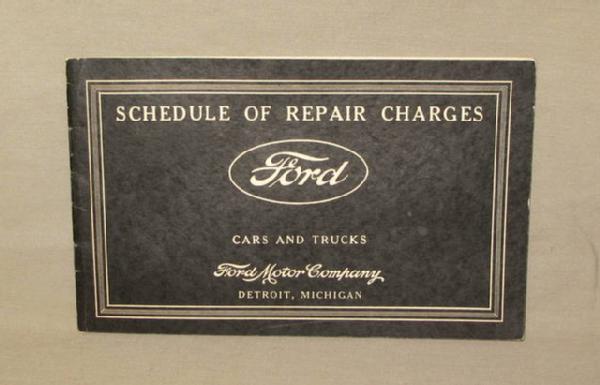 SCHEDULE OF REPAIR CHARGES
Ford
CARS AND TRUCKS
Ford Motor Company
DETROIT, MICHIGAN